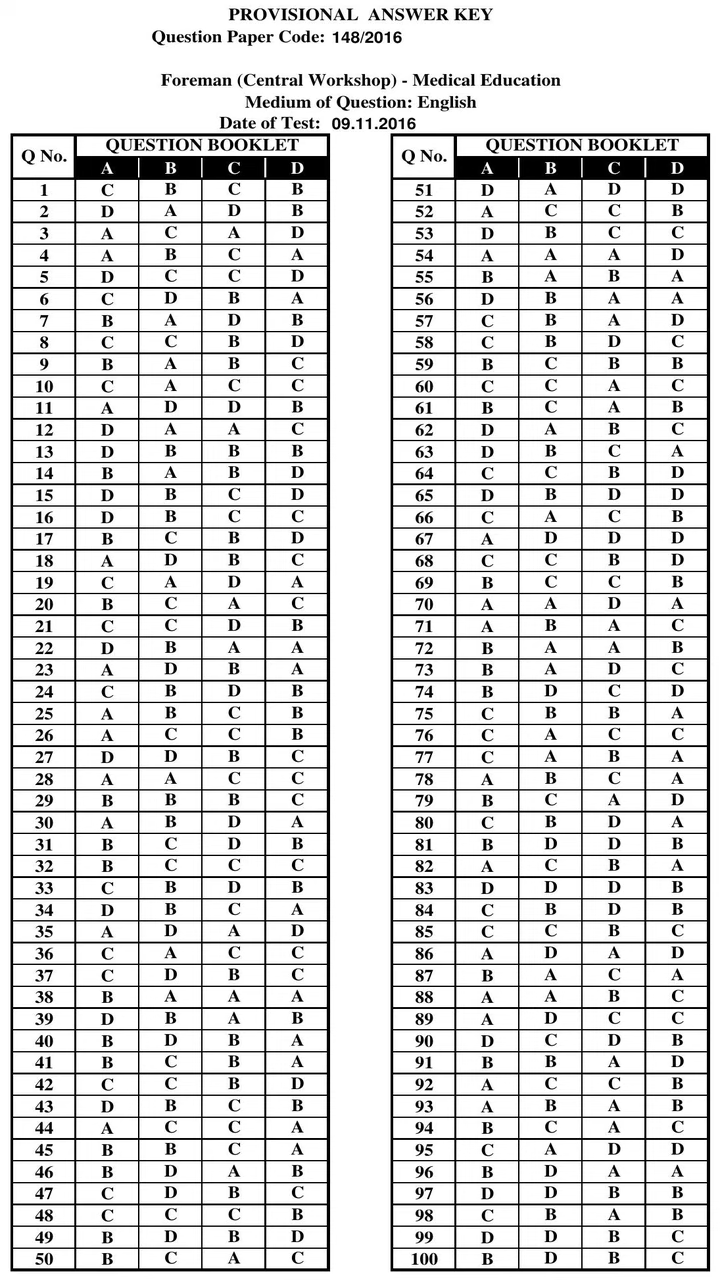 PROVISIONAL ANSWER KEY
Question Paper Code: 148/2016
Foreman (Central Workshop) - Medical Education
Medium of Question: English
Date of Test: 09.11.2016
Q No. QUESTION BOOKLET
A B C D
1 C B C B
2 D A D B
3 A C A D
4 A B C A
5 D C C D
6 C D B A
7 B A D B
8 C C B D
9 B A B C
10 C A C C
11 A D D B
12 D A A C
13 D B B B
14 B A B D
15 D B C D
16 D B C C
17 B C B D
18 A D B C
19 C A D A
20 B C A C
21 C C D B
22 D B A A
23 A D B A
24 C B D B
25 A B C B
26 A C C B
27 D D B C
28 A A C C
29 B B B C
30 A B D A
31 B C D B
32 B C C C
33 C B D B
34 D B C A
35 A D A D
36 C A C C
37 C D B C
38 B A A A
39 D B A B
40 B D B A
41 B C B A
42 C C B D
43 D B C B
44 A C C A
45 B B C A
46 B D A B
47 C D B C
48 C C C B
49 B D B D
50 B C A C
Q No. QUESTION BOOKLET
A B C D
51 D A D D
52 A C C B
53 D B C C
54 A A A D
55 B A B A
56 D B A A
57 C B A D
58 C B D C
59 B C B B
60 C C A C
61 B C A B
62 D A B C
63 D B C A
64 C C B D
65 D B D D
66 C A C B
67 A D D D
68 C C B D
69 B C C B
70 A A D A
71 A B A C
72 B A A B
73 B A D C
74 B D C D
75 C B B A
76 C A C C
77 C A B A
78 A B C A
79 B C A D
80 C B D A
81 B D D B
82 A C B A
83 D D D B
84 C B D B
85 C C B C
86 A D A D
87 B A C A
88 A A B C
89 A D C C
90 D C D B
91 B B A D
92 A C C B
93 A B A B
94 B C A C
95 C A D D
96 B D A A
97 D D B B
98 C B A B
99 D D B C
100 B D B C